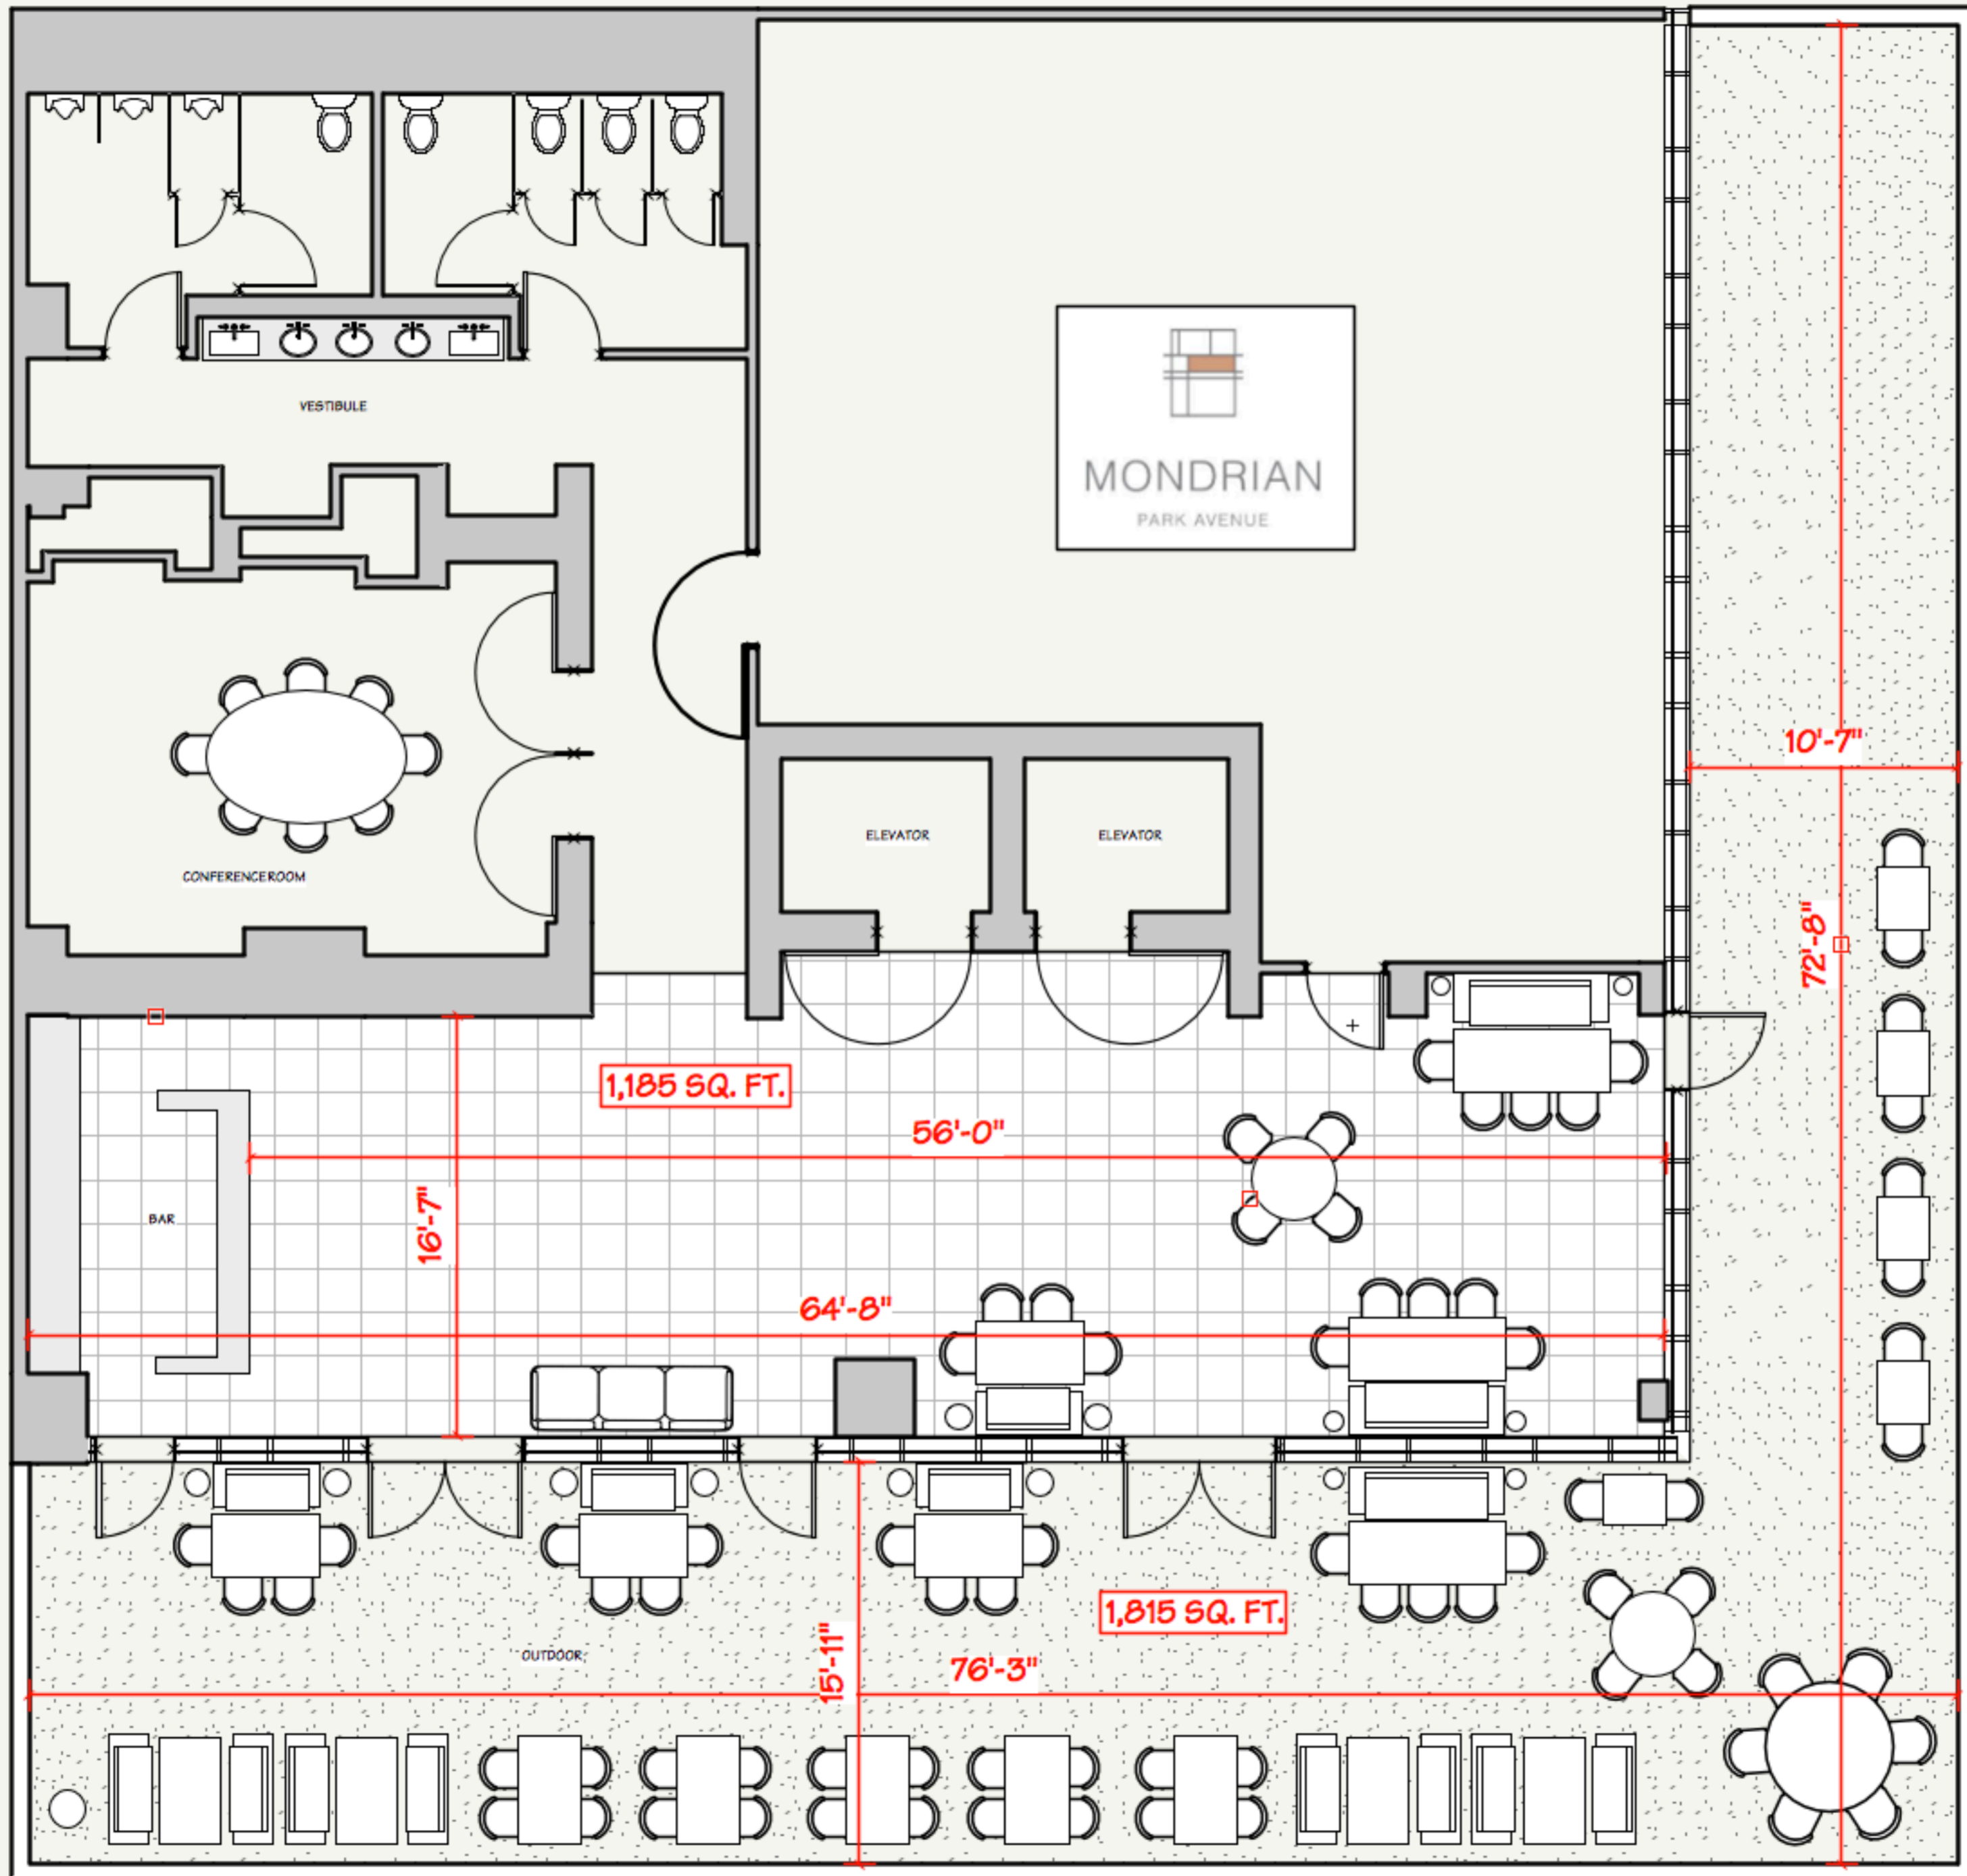 VESTIBULE
MONDRIAN
PARK AVENUE
10'-7"
ELEVATOR
ELEVATOR
CONFERENCE ROOM
72'-8"
1,185 SQ. FT.
56'-0"
16'-7"
BAR
64'-8"
1,815 SQ. FT.
OUTDOOR
15'-11"
76'-3"